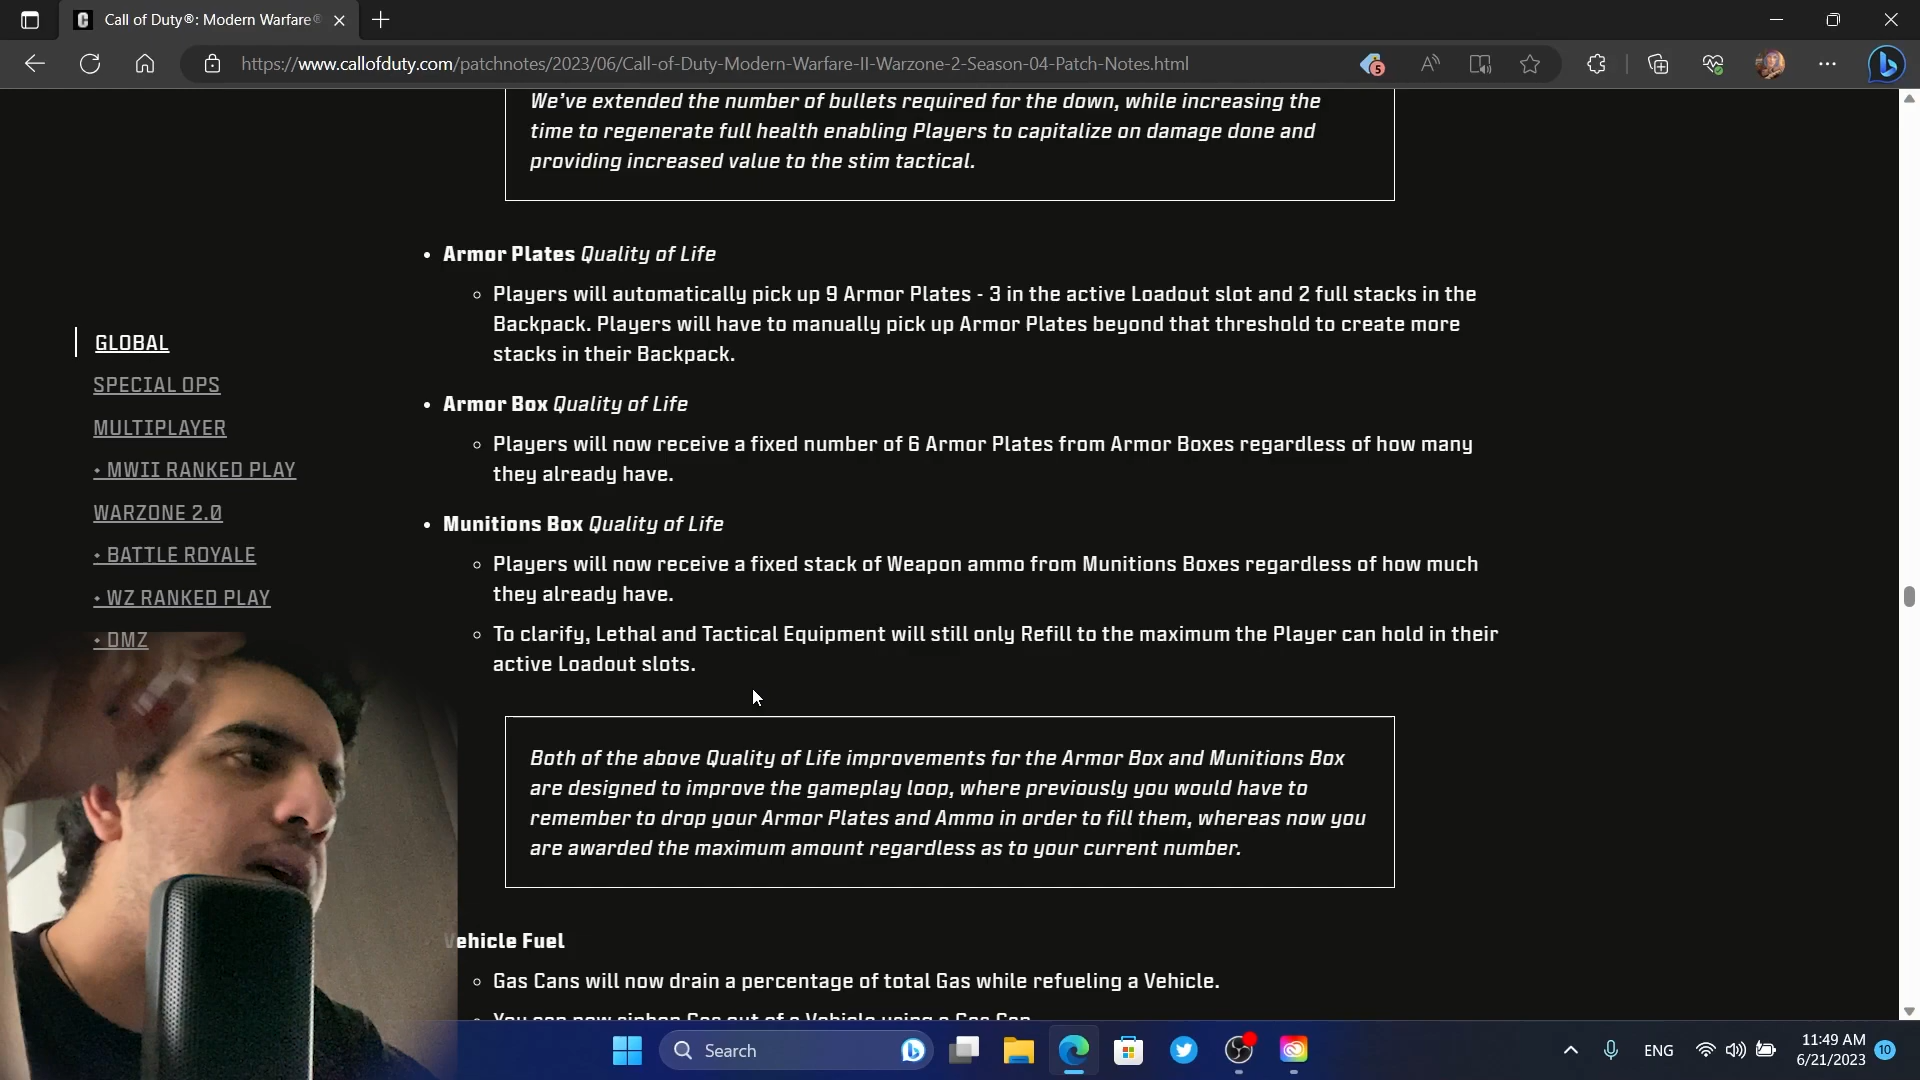 Call of Duty®: Modern Warfare®
https://www.callofduty.com/patchnotes/2023/06/Call-of-Duty-Modern-Warfare-II-Warzone-2-Season-04-Patch-Notes.html
5
We've extended the number of bullets required for the down, while increasing the
time to regenerate full health enabling Players to capitalize on damage done and
providing increased value to the stim tactical.
GLOBAL
SPECIAL OPS
MULTIPLAYER
• MWII RANKED PLAY
WARZONE 2.0
• BATTLE ROYALE
• WZ RANKED PLAY
• DMZ
• Armor Plates Quality of Life
Players will automatically pick up 9 Armor Plates - 3 in the active Loadout slot and 2 full stacks in the
Backpack. Players will have to manually pick up Armor Plates beyond that threshold to create more
stacks in their Backpack.
• Armor Box Quality of Life
Players will now receive a fixed number of 6 Armor Plates from Armor Boxes regardless of how many
they already have.
• Munitions Box Quality of Life
Players will now receive a fixed stack of Weapon ammo from Munitions Boxes regardless of how much
they already have.
To clarify, Lethal and Tactical Equipment will still only Refill to the maximum the Player can hold in their
active Loadout slots.
Both of the above Quality of Life improvements for the Armor Box and Munitions Box
are designed to improve the gameplay loop, where previously you would have to
remember to drop your Armor Plates and Ammo in order to fill them, whereas now you
are awarded the maximum amount regardless as to your current number.
Vehicle Fuel
Gas Cans will now drain a percentage of total Gas while refueling a Vehicle.
You can now siphon Gas out of a Vehicle using a Gas Can.
Search
ENG
11:49 AM
6/21/2023
10